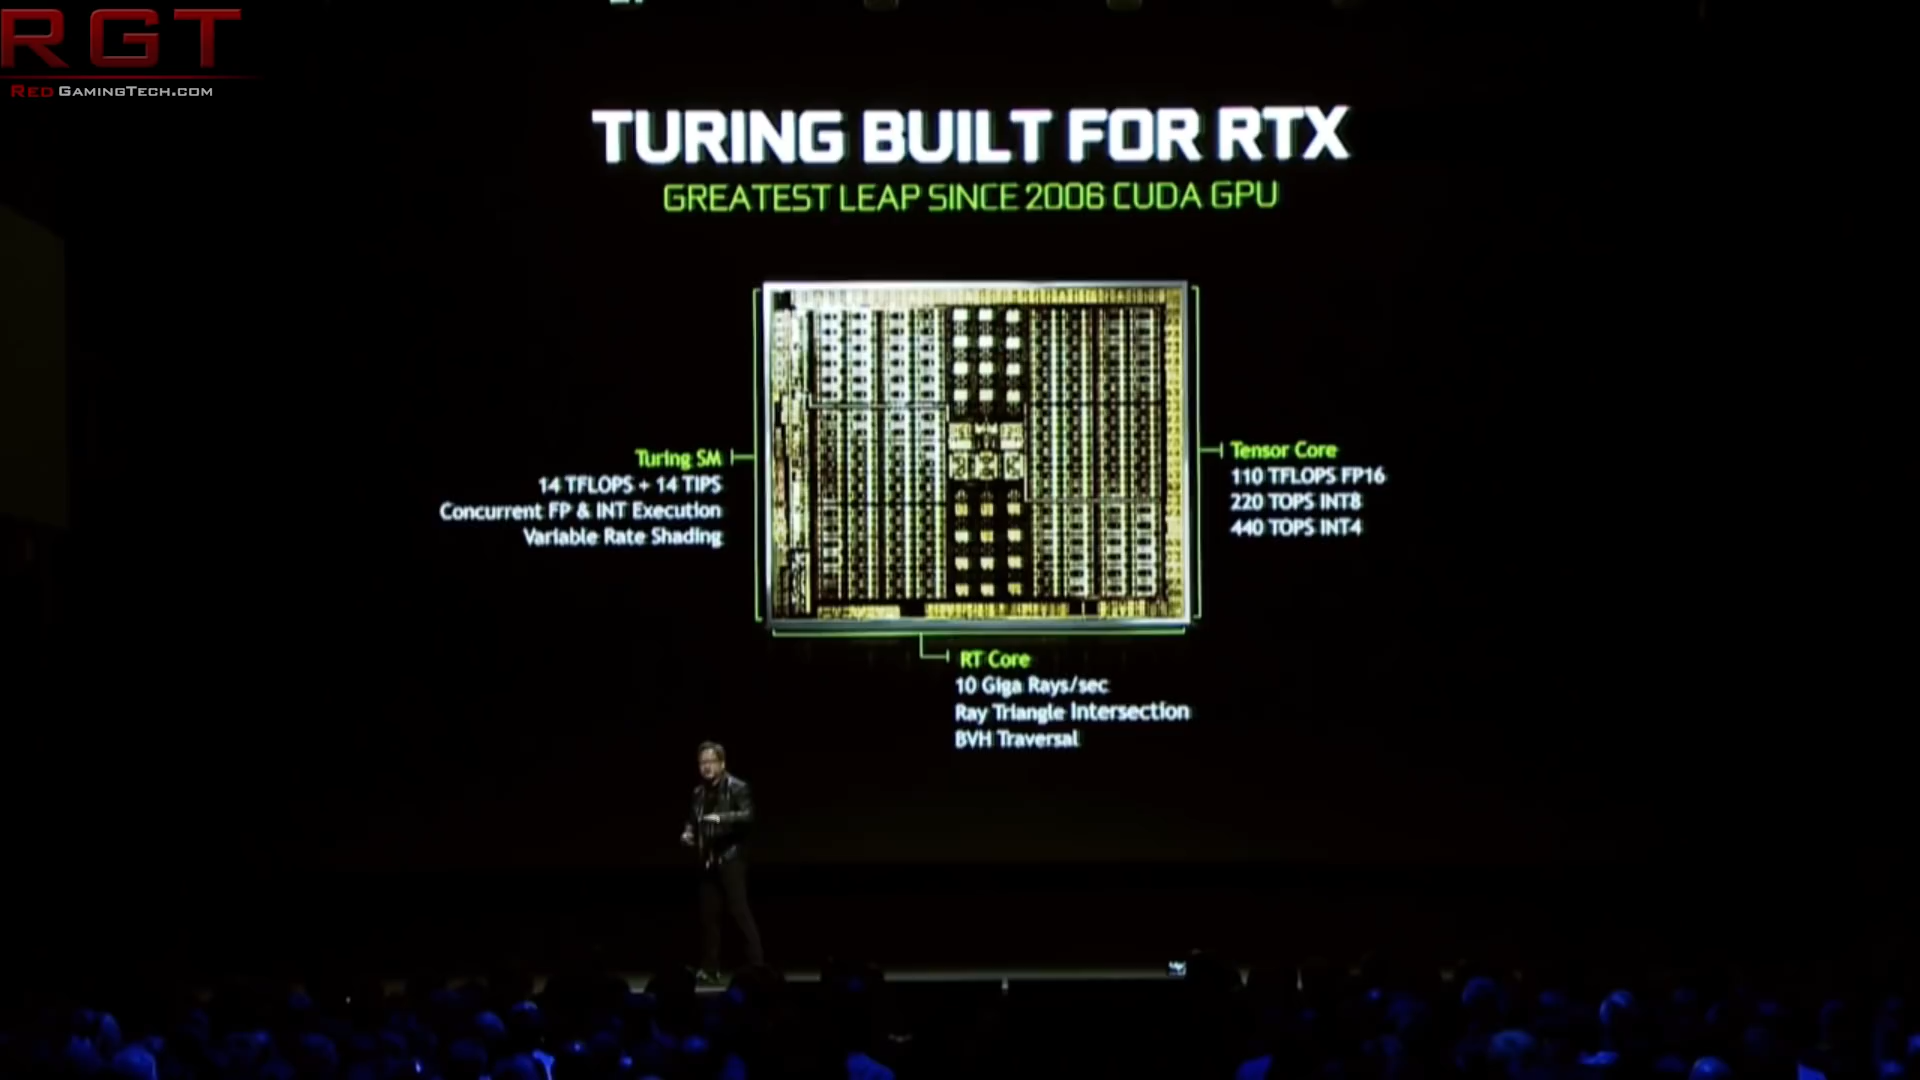 RGT
RED GAMINGTECH.COM
TURING BUILT FOR RTX
GREATEST LEAP SINCE 2006 CUDA GPU
Turing SM
14 TFLOPS + 14 TIPS
Concurrent FP & INT Execution
Variable Rate Shading
Tensor Core
110 TFLOPS FP16
220 TOPS INT8
440 TOPS INT4
RT Core
10 Giga Rays/sec
Ray Triangle Intersection
BVH Traversal